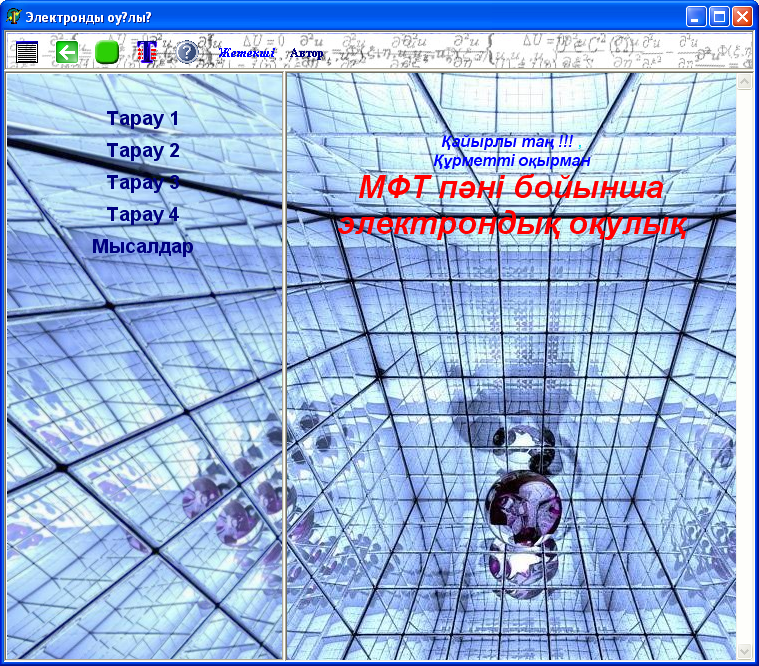 Электронды оу?лы?
Жетекші Автор
Тарау 1
Тарау 2
Тарау 3
Тарау 4
Мысалдар
Қайырлы таң !!!
Құрметті оқырман
МФТ пәні бойынша
электрондық оқулық